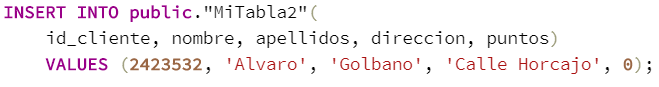 INSERT INTO public."MiTabla2"(
id_cliente, nombre, apellidos, direccion, puntos)
VALUES (2423532, 'Alvaro', 'Golbano', 'Calle Horcajo', 0);